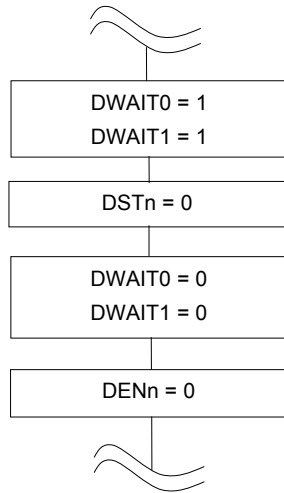 DWAIT0 = 1
DWAIT1 = 1
DSTn = 0
DWAIT0 = 0
DWAIT1 = 0
DENn = 0